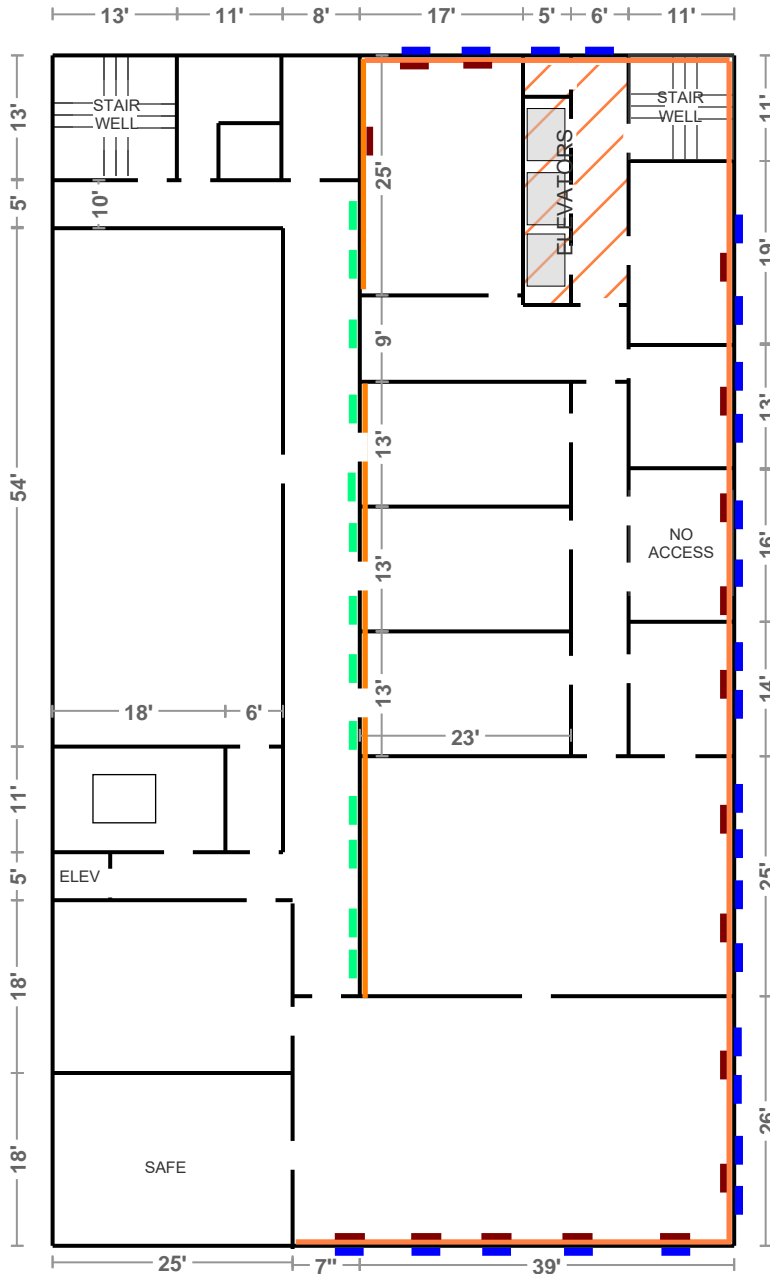 13' 11' 8' 17' 5' 6' 11'
STAIR
WELL
STAIR
WELL
13'
11'
5'
10'
25'
ELEVATORS
19'
9'
13'
13'
54'
NO
ACCESS
16'
13'
14'
13'
18' 6'
23'
11'
25'
5'
ELEV
18'
26'
18'
SAFE
25' 7" 39'